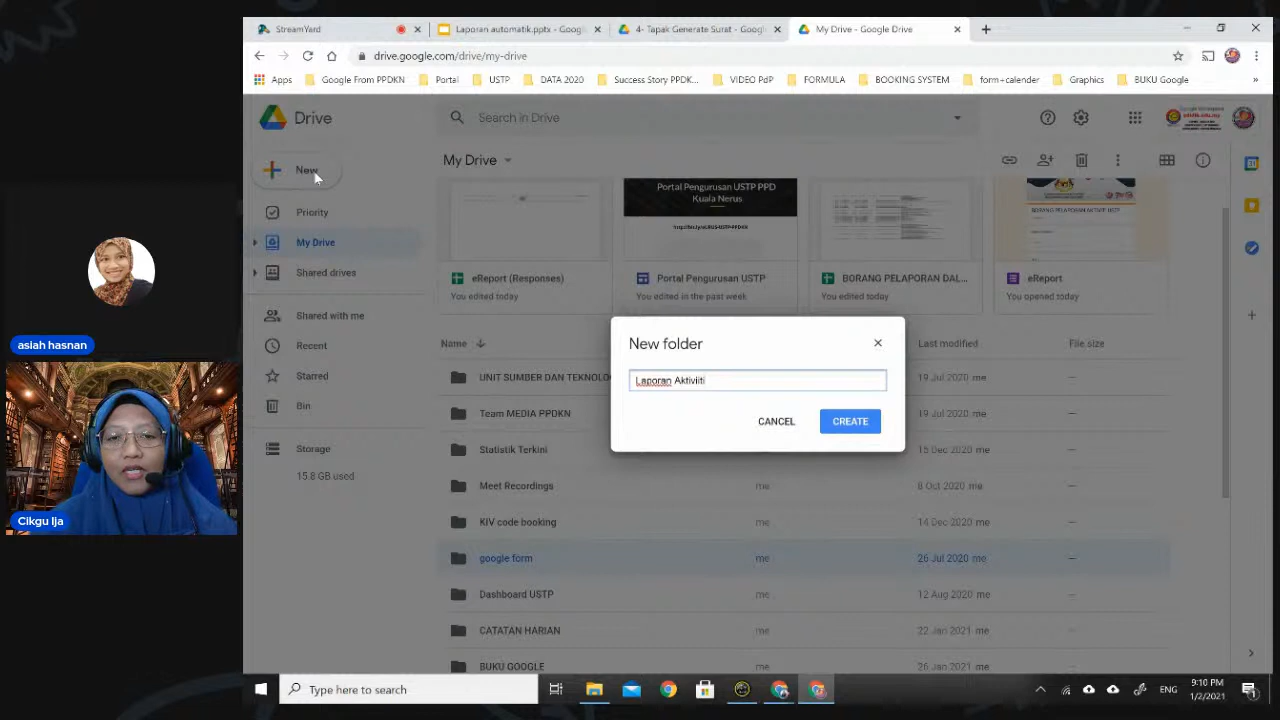 StreamYard
Laporan automatik.pptx - Googl
4- Tapak Generate Surat - Googl
My Drive - Google Drive
drive.google.com/drive/my-drive
Apps
Google From PPDKN
Portal
USTP
DATA 2020
Success Story PPDK...
VIDEO PdP
FORMULA
BOOKING SYSTEM
form+calender
Graphics
BUKU Google
»
Drive
Search in Drive
New
My Drive
Priority
My Drive
Shared drives
Shared with me
Recent
Starred
Bin
Storage
15.8 GB used
Portal Pengurusan USTP PPD
Kuala Nerus
eReport (Responses)
You edited today
Portal Pengurusan USTP
You edited in the past week
BORANG PELAPORAN DAL...
You edited today
eReport
You opened today
Name
Last modified
File size
UNIT SUMBER DAN TEKNOLO
19 Jul 2020 me
—
Team MEDIA PPDKN
19 Jul 2020 me
—
Statistik Terkini
15 Dec 2020 me
—
Meet Recordings
me
8 Oct 2020 me
—
KIV code booking
me
14 Dec 2020 me
—
google form
me
26 Jul 2020 me
—
Dashboard USTP
me
12 Aug 2020 me
—
CATATAN HARIAN
me
22 Jan 2021 me
—
BUKU GOOGLE
me
26 Jan 2021 me
—
New folder
Laporan Aktiviiti
CANCEL
CREATE
asiah hasnan
Cikgu Ija
Type here to search
ENG
9:10 PM
1/2/2021